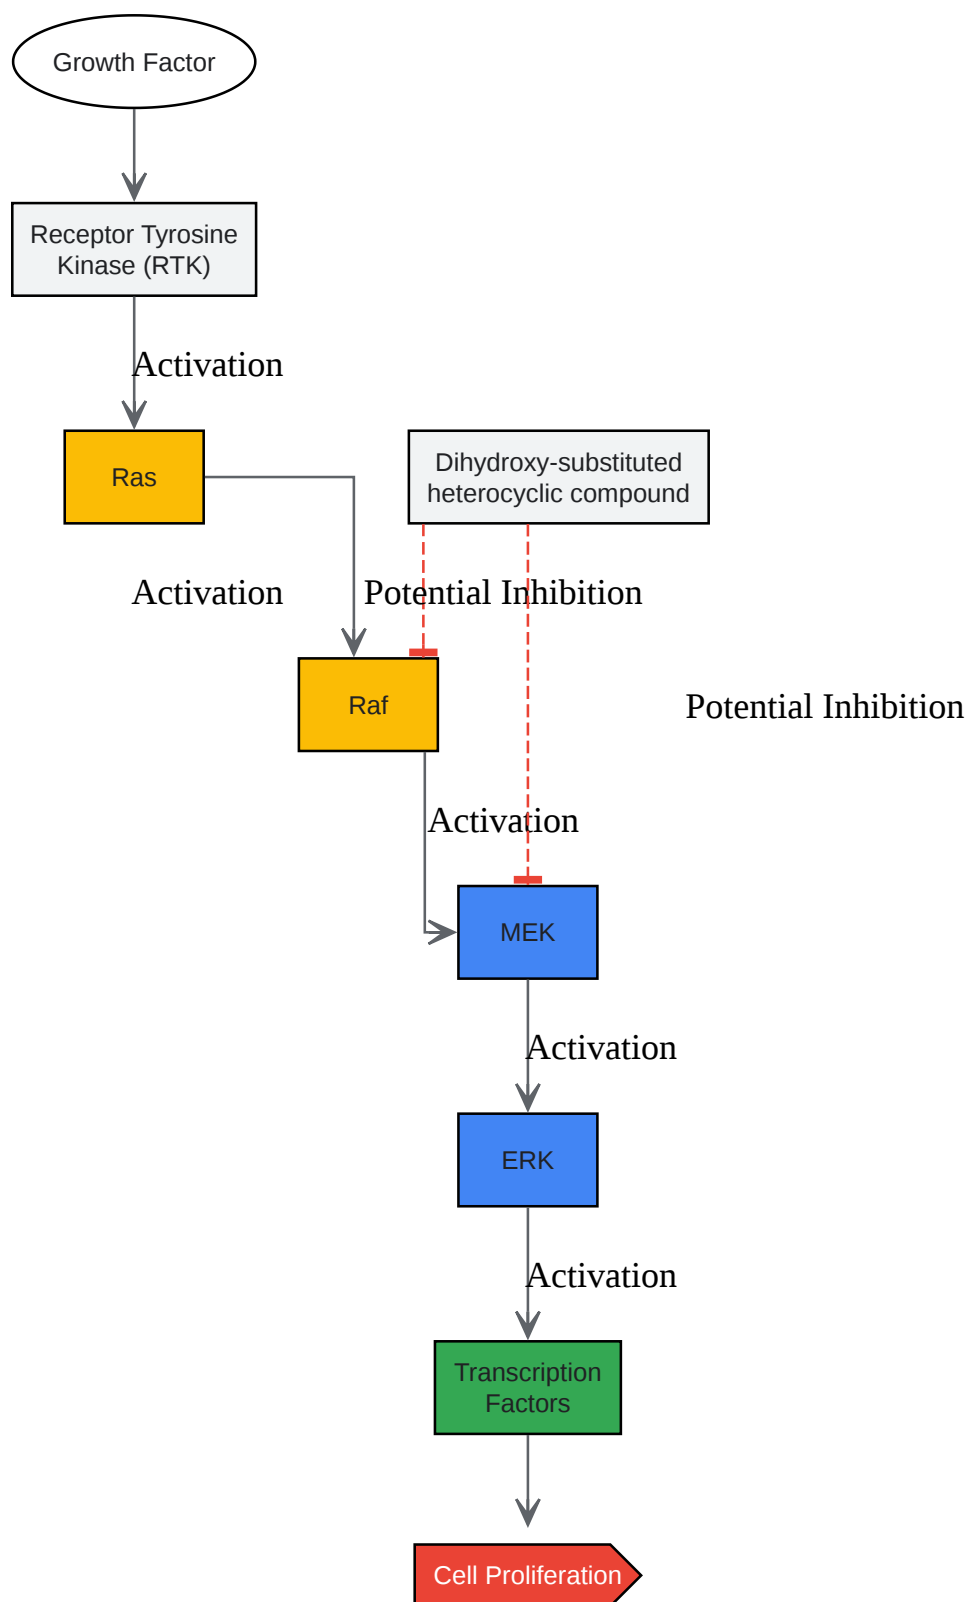 Growth Factor
Receptor Tyrosine
Kinase (RTK)
Activation
Ras
Dihydroxy-substituted
heterocyclic compound
Activation
Potential Inhibition
Raf
Potential Inhibition
Activation
MEK
Activation
ERK
Activation
Transcription
Factors
Cell Proliferation